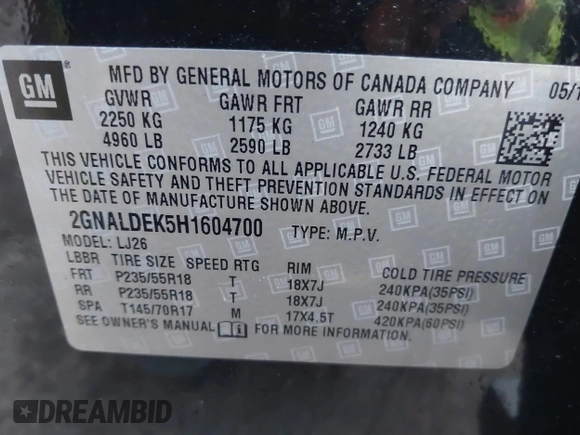 GM ® MFD BY GENERAL MOTORS OF CANADA COMPANY 05/1
GVWR GAWR FRT GAWR RR
2250 KG 1175 KG 1240 KG
4960 LB 2590 LB 2733 LB
THIS VEHICLE CONFORMS TO ALL APPLICABLE U.S. FEDERAL MOTOR
VEHICLE SAFETY AND THEFT PREVENTION STANDARDS IN EFFECT ON
THE DATE OF MANUFACTURE SHOWN ABOVE.
2GNALDEK5H1604700 TYPE: M.P.V.
MODEL: LJ26
LBBR TIRE SIZE SPEED RTG RIM COLD TIRE PRESSURE
FRT P235/55R18 T 18X7J 240KPA(35PSI)
RR P235/55R18 T 18X7J 240KPA(35PSI)
SPA T145/70R17 M 17X4.5T 420KPA(60PSI)
SEE OWNER'S MANUAL FOR MORE INFORMATION.
DREAMBID